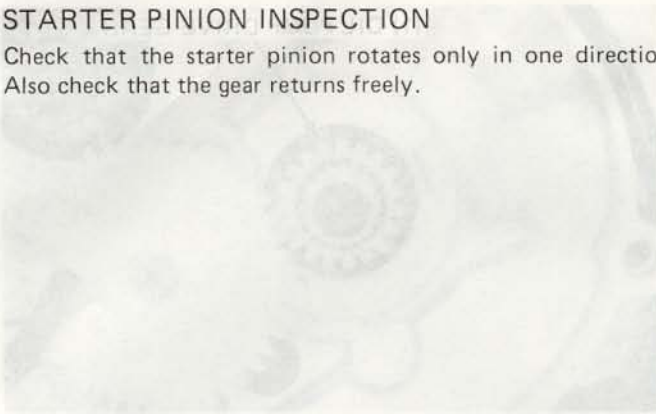 STARTER PINION INSPECTION
Check that the starter pinion rotates only in one directio
Also check that the gear returns freely.